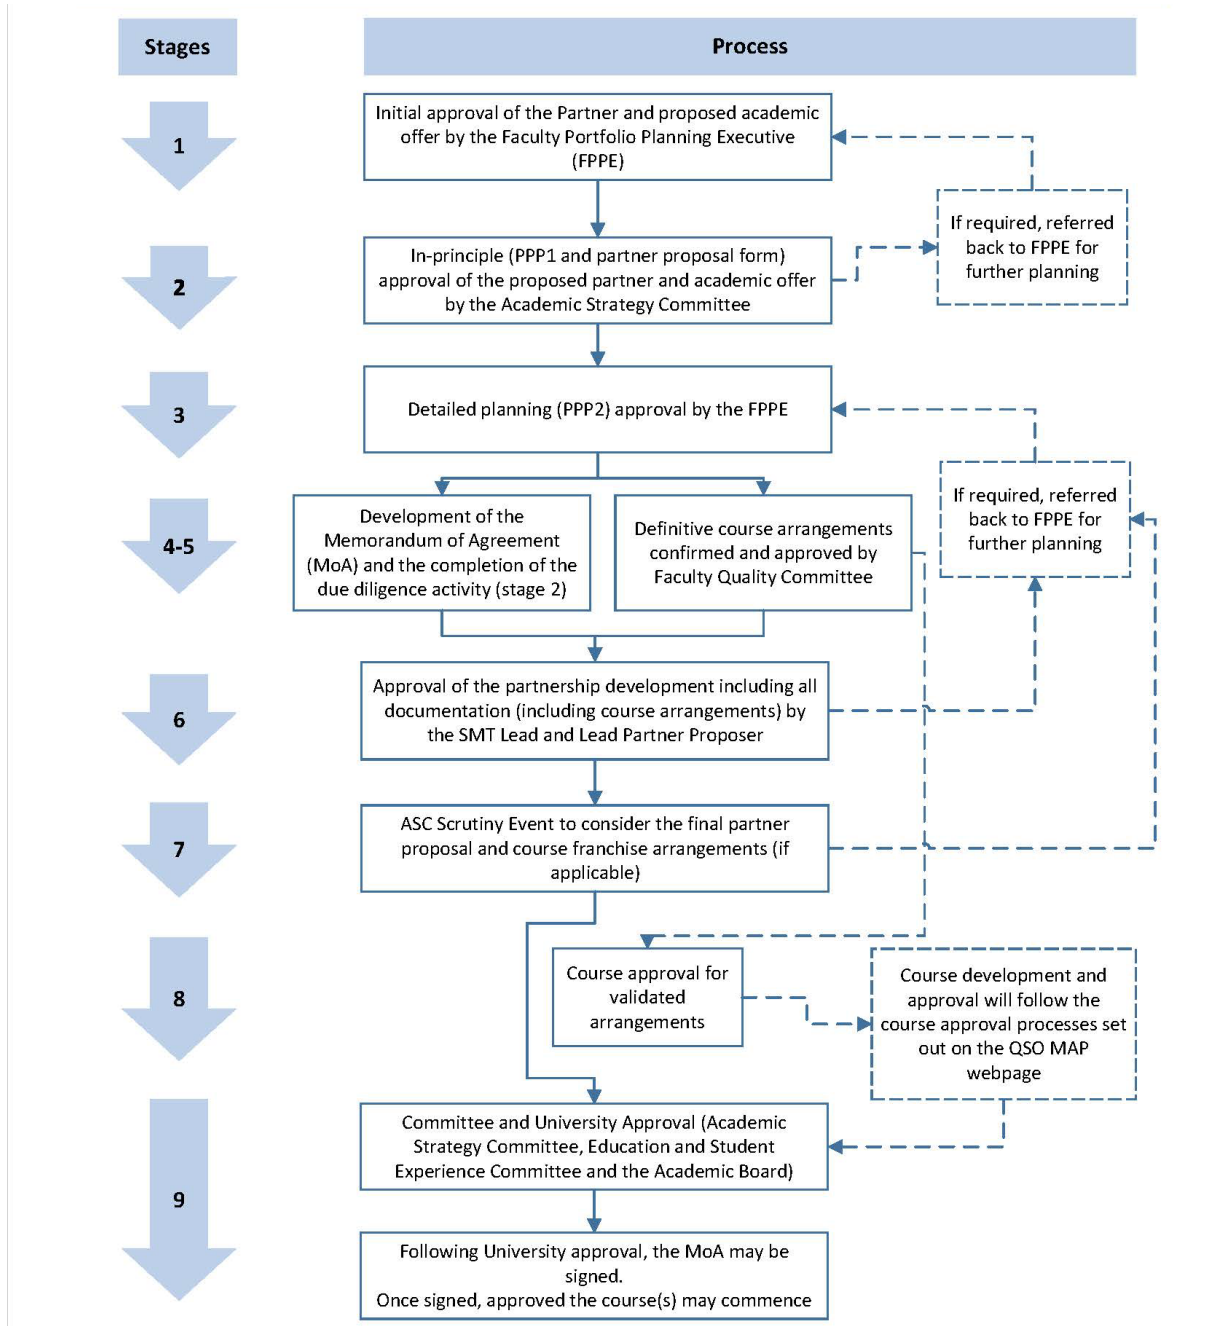 Stages
Process
1
Initial approval of the Partner and proposed academic
offer by the Faculty Portfolio Planning Executive
(FPPE)
If required, referred
back to FPPE for
further planning
2
In-principle (PPP1 and partner proposal form)
approval of the proposed partner and academic offer
by the Academic Strategy Committee
3
Detailed planning (PPP2) approval by the FPPE
If required, referred
back to FPPE for
further planning
4-5
Development of the
Memorandum of Agreement
(MoA) and the completion of the
due diligence activity (stage 2)
Definitive course arrangements
confirmed and approved by
Faculty Quality Committee
6
Approval of the partnership development including all
documentation (including course arrangements) by
the SMT Lead and Lead Partner Proposer
7
ASC Scrutiny Event to consider the final partner
proposal and course franchise arrangements (if
applicable)
8
Course approval for
validated
arrangements
Course development and
approval will follow the
course approval processes set
out on the QSO MAP
webpage
9
Committee and University Approval (Academic
Strategy Committee, Education and Student
Experience Committee and the Academic Board)
Following University approval, the MoA may be
signed.
Once signed, approved the course(s) may commence